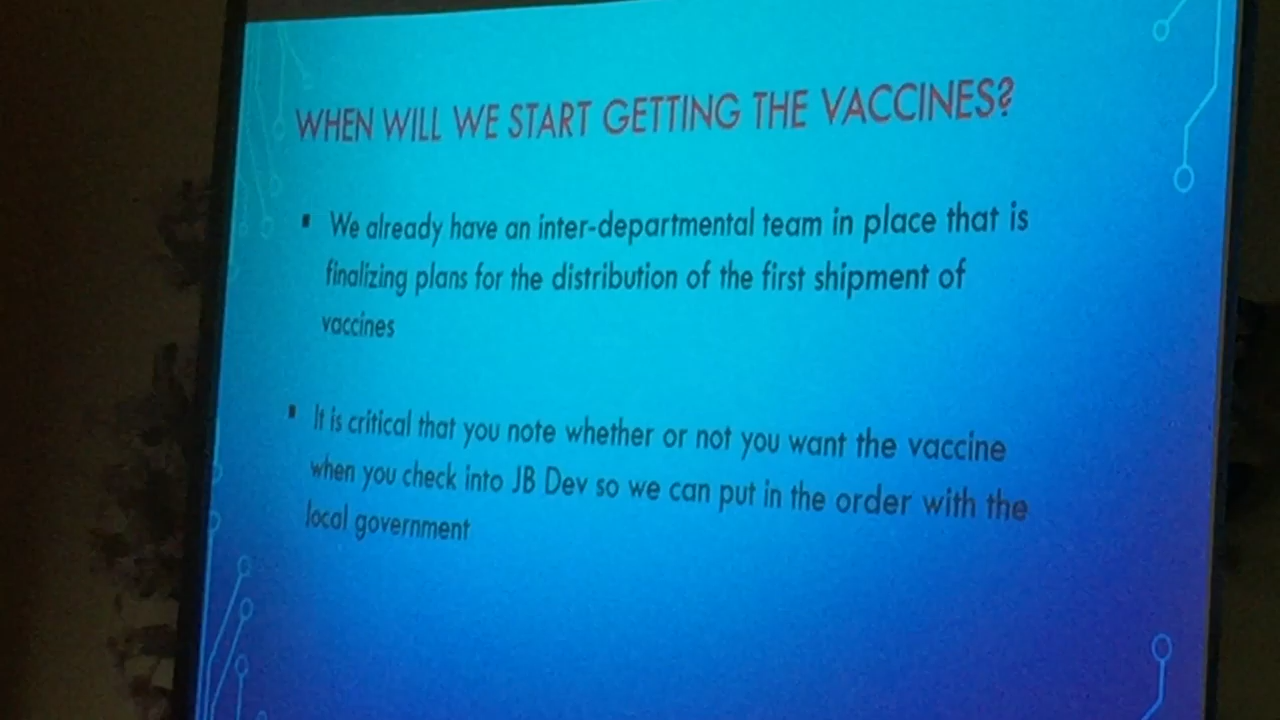 WHEN WILL WE START GETTING THE VACCINES?
▪ We already have an inter-departmental team in place that is
finalizing plans for the distribution of the first shipment of
vaccines
▪ It is critical that you note whether or not you want the vaccine
when you check into JB Dev so we can put in the order with the
local government